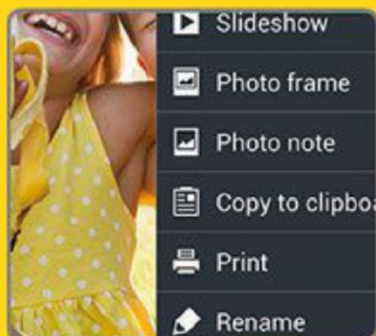 Slideshow
Photo frame
Photo note
Copy to clipboa
Print
Rename